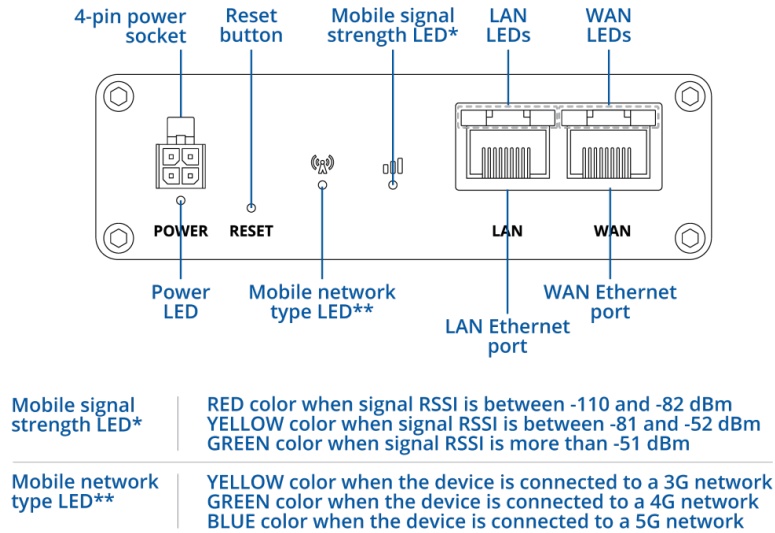 4-pin power
socket
Reset
button
Mobile signal
strength LED*
LAN
LEDs
WAN
LEDs
POWER
RESET
LAN
WAN
Power
LED
Mobile network
type LED**
LAN Ethernet
port
WAN Ethernet
port
Mobile signal
strength LED*
RED color when signal RSSI is between -110 and -82 dBm
YELLOW color when signal RSSI is between -81 and -52 dBm
GREEN color when signal RSSI is more than -51 dBm
Mobile network
type LED**
YELLOW color when the device is connected to a 3G network
GREEN color when the device is connected to a 4G network
BLUE color when the device is connected to a 5G network